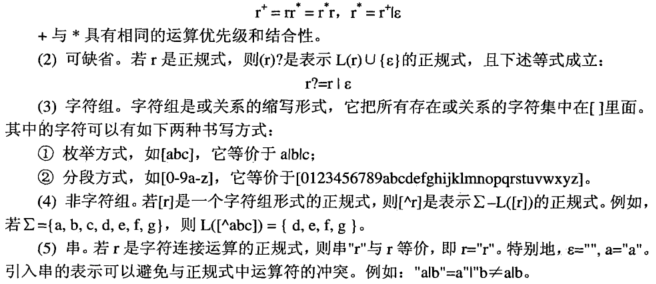 r⁺ = rr* = r*r, r* = r⁺|ε
+ 与 * 具有相同的运算优先级和结合性。
(2) 可缺省。若 r 是正规式，则(r)?是表示 L(r)∪{ε}的正规式，且下述等式成立：
r?=r | ε
(3) 字符组。字符组是或关系的缩写形式，它把所有存在或关系的字符集中在[ ]里面。
其中的字符可以有如下两种书写方式：
① 枚举方式，如[abc]，它等价于 a|b|c；
② 分段方式，如[0-9a-z]，它等价于[0123456789abcdefghijklmnopqrstuvwxyz]。
(4) 非字符组。若[r]是一个字符组形式的正规式，则[^r]是表示 Σ–L([r])的正规式。例如，
若Σ={a, b, c, d, e, f, g}，则 L([^abc]) = { d, e, f, g }。
(5) 串。若 r 是字符连接运算的正规式，则串"r"与 r 等价，即 r="r"。特别地，ε="", a="a"。
引入串的表示可以避免与正规式中运算符的冲突。例如："a|b"=a"|"b≠a|b。